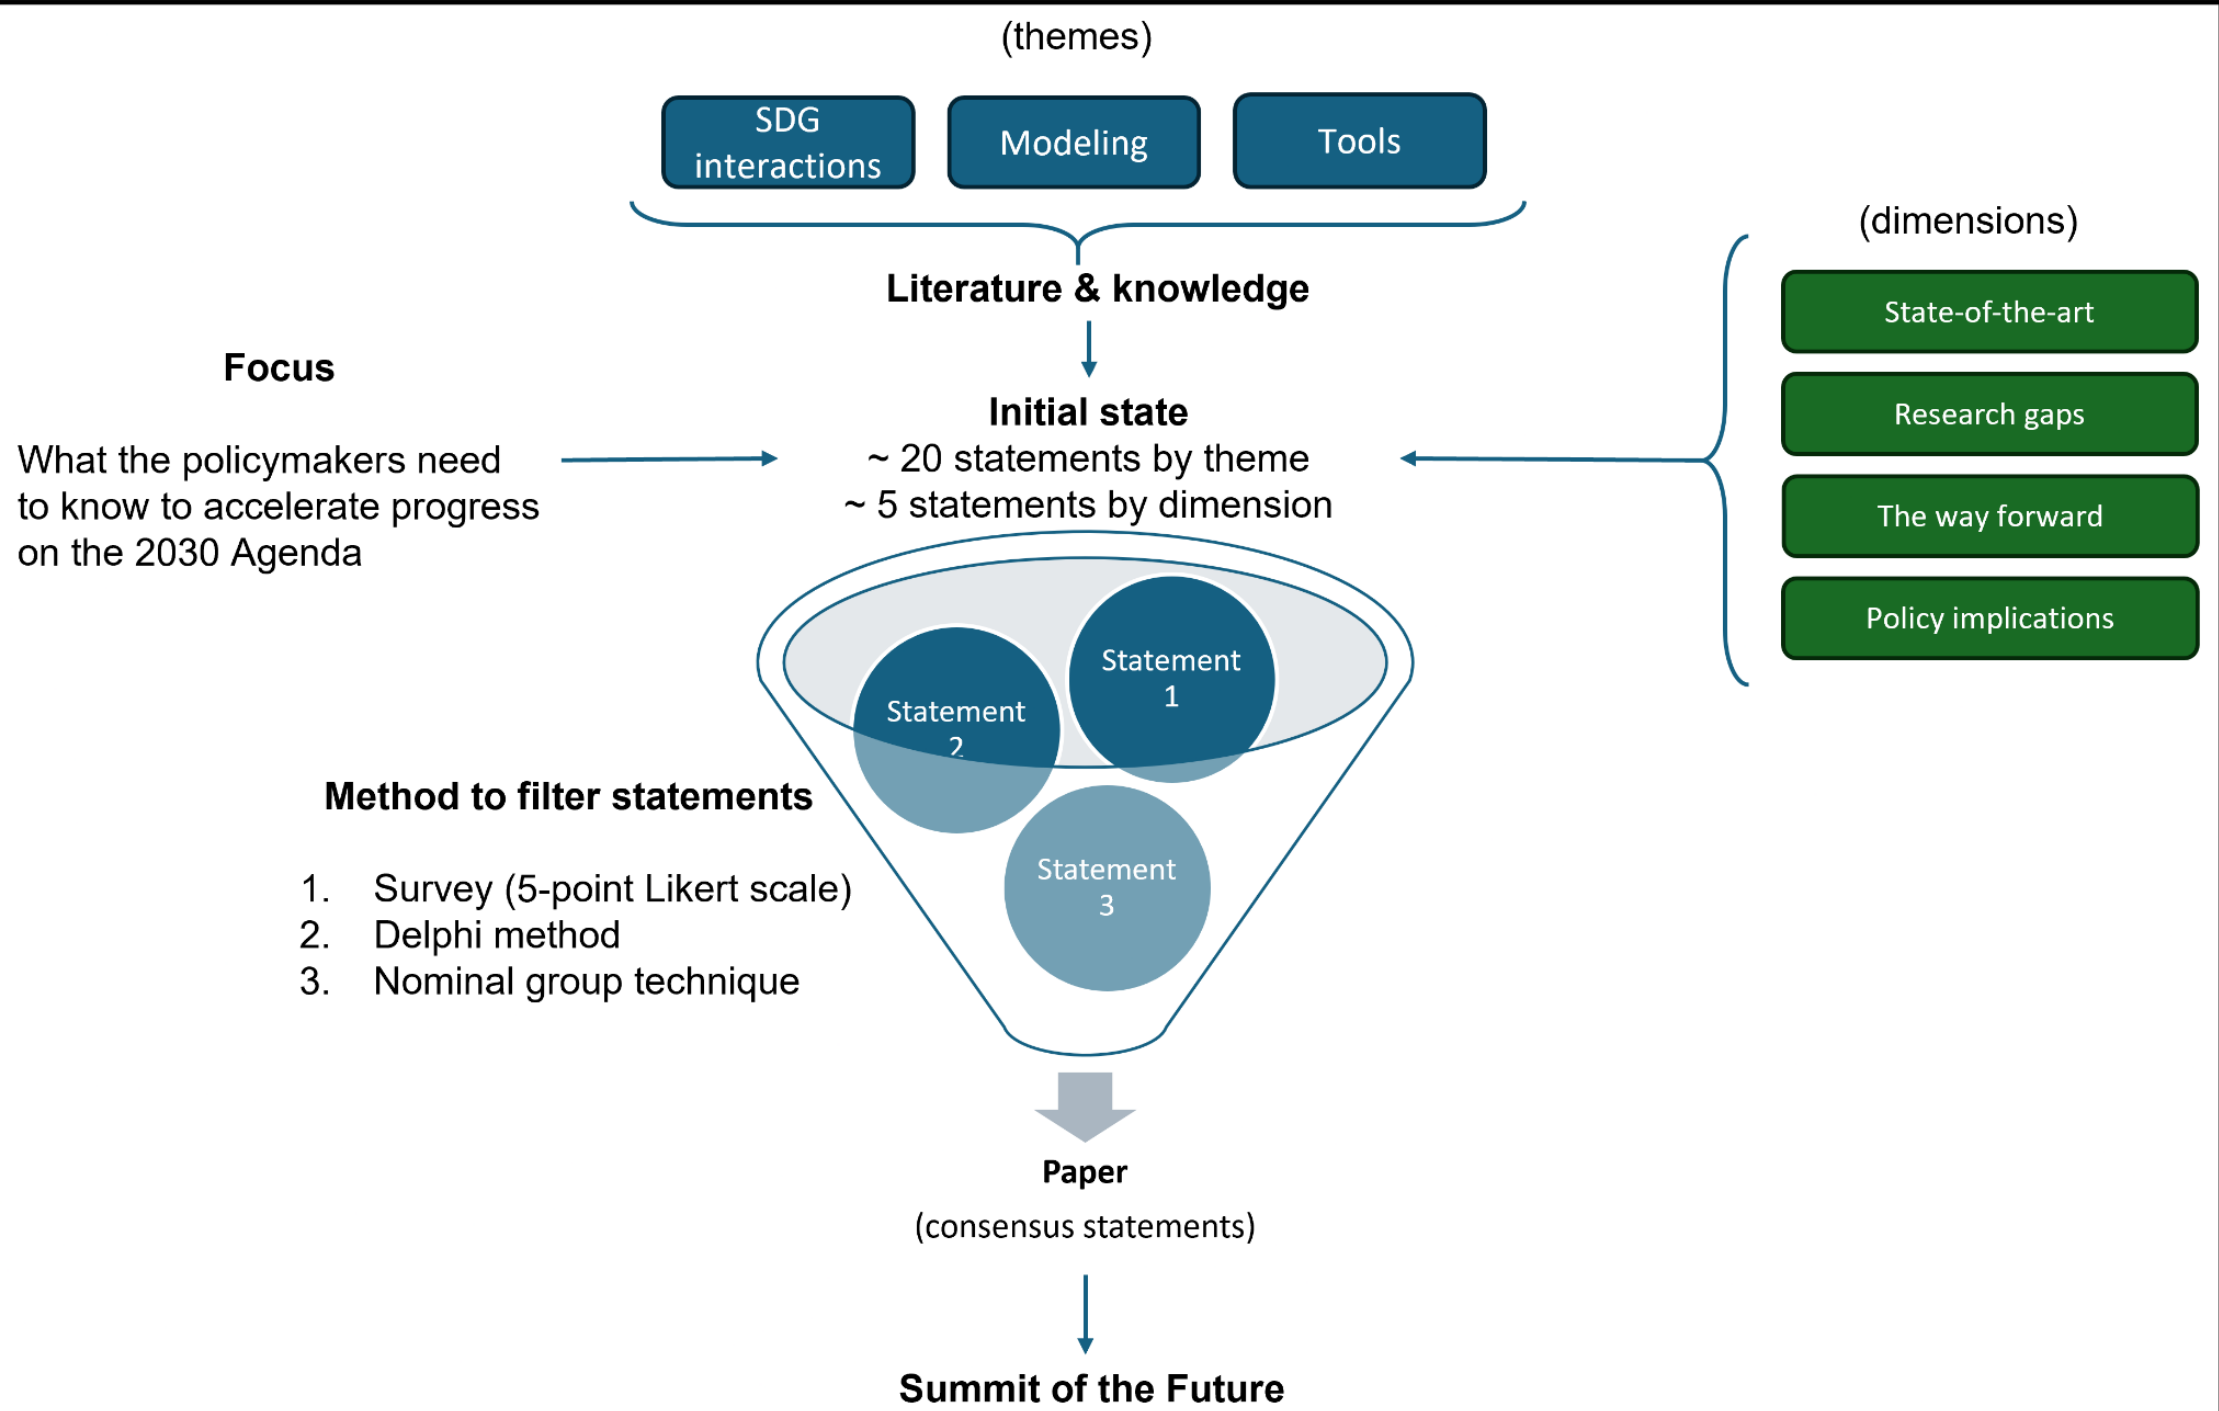 (themes)
SDG
interactions
Modeling
Tools
(dimensions)
Literature & knowledge
State-of-the-art
Research gaps
The way forward
Policy implications
Focus
What the policymakers need
to know to accelerate progress
on the 2030 Agenda
Initial state
~ 20 statements by theme
~ 5 statements by dimension
Statement
1
Statement
2
Statement
3
Method to filter statements
1. Survey (5-point Likert scale)
2. Delphi method
3. Nominal group technique
Paper
(consensus statements)
Summit of the Future